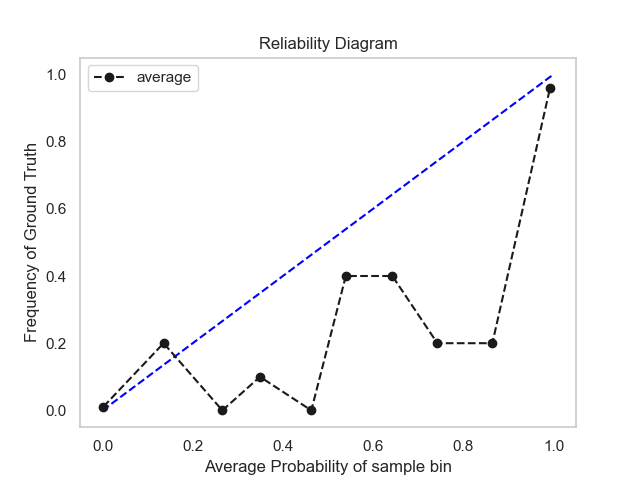 Reliability Diagram
average
1.0
0.8
0.6
0.4
0.2
0.0
Frequency of Ground Truth
0.0 0.2 0.4 0.6 0.8 1.0
Average Probability of sample bin